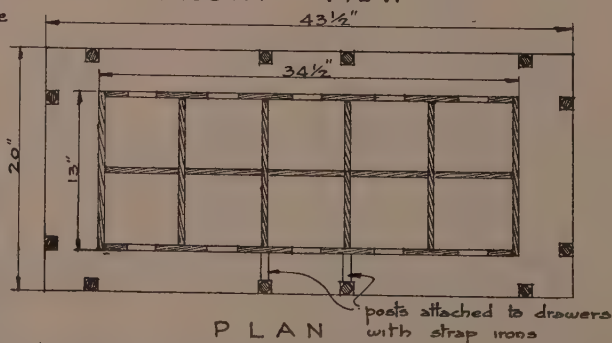 43½"
34½"
20"
13"
posts attached to drawers
with strap irons
PLAN